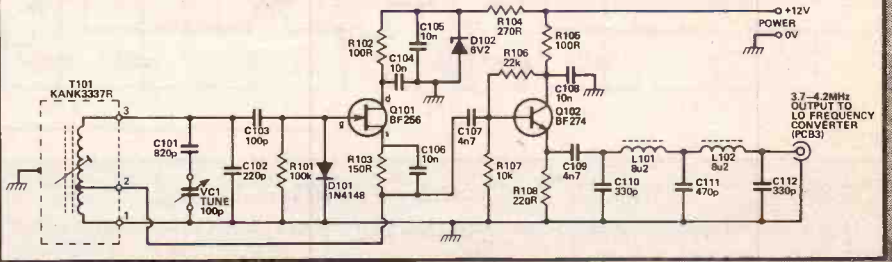 +12V
POWER
0V
C105
10n
R104
270R
R102
100R
C104
10n
D102
8V2
R106
22k
R105
100R
T101
KANK3337R
C108
10n
3.7–4.2MHz
OUTPUT TO
LO FREQUENCY
CONVERTER
(PCB3)
3
d
Q101
BF256
g
s
Q102
BF274
C101
820p
C103
100p
C107
4n7
C106
10n
L101
8u2
L102
8u2
C109
4n7
C102
220p
R101
100k
R103
150R
R107
10k
2
VC1
TUNE
100p
D101
1N4148
R108
220R
C110
330p
C111
470p
C112
330p
1